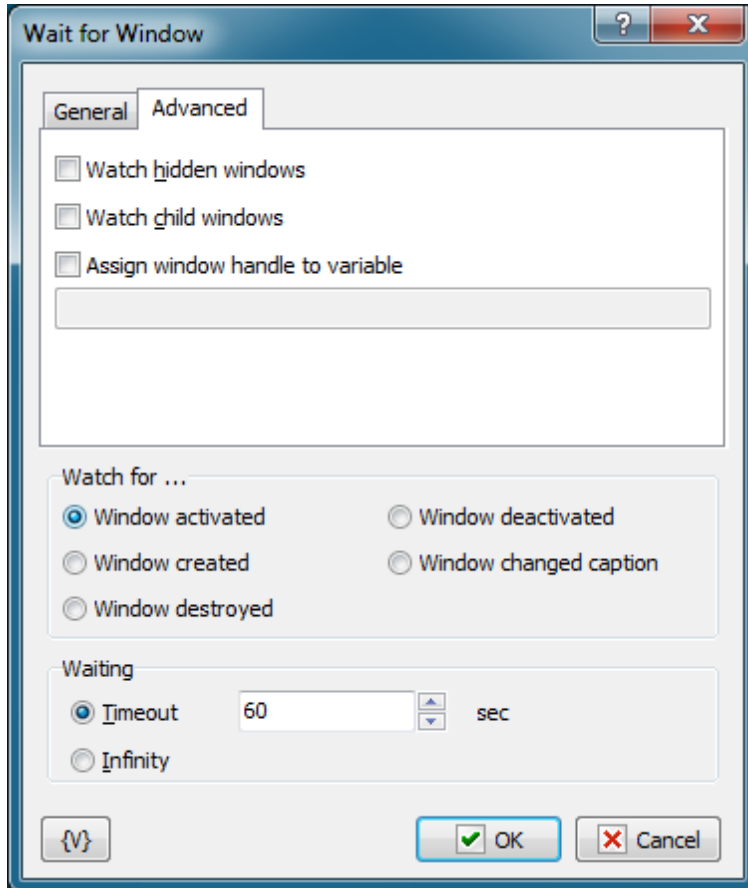 Wait for Window
?
General Advanced
Watch hidden windows
Watch child windows
Assign window handle to variable
Watch for ...
Window activated Window deactivated
Window created Window changed caption
Window destroyed
Waiting
Timeout 60 sec
Infinity
{V} OK Cancel